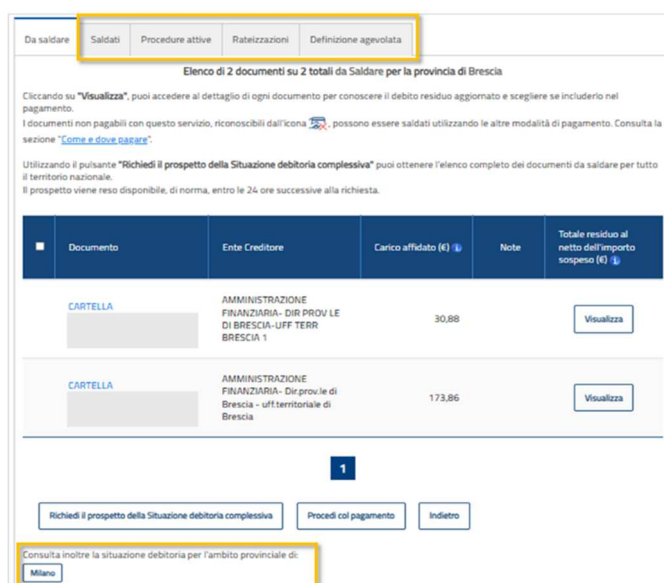 Da saldare Saldati Procedure attive Rateizzazioni Definizione agevolata
Elenco di 2 documenti su 2 totali da Saldare per la provincia di Brescia
Cliccando su "Visualizza", puoi accedere al dettaglio di ogni documento per conoscere il debito residuo aggiornato e scegliere se includerlo nel
pagamento.
I documenti non pagabili con questo servizio, riconoscibili dall'icona , possono essere saldati utilizzando le altre modalità di pagamento. Consulta la
sezione "Come e dove pagare".
Utilizzando il pulsante "Richiedi il prospetto della Situazione debitoria complessiva" puoi ottenere l'elenco completo dei documenti da saldare per tutto
il territorio nazionale.
Il prospetto viene reso disponibile, di norma, entro le 24 ore successive alla richiesta.
Documento Ente Creditore Carico affidato (€) Note Totale residuo al
netto dell'importo
sospeso (€)
CARTELLA AMMINISTRAZIONE
FINANZIARIA- DIR PROV LE
DI BRESCIA-UFF TERR
BRESCIA 1
30,88 Visualizza
CARTELLA AMMINISTRAZIONE
FINANZIARIA- Dir.prov.le di
Brescia - uff.territoriale di
Brescia
173,86 Visualizza
1
Richiedi il prospetto della Situazione debitoria complessiva Procedi col pagamento Indietro
Consulta inoltre la situazione debitoria per l'ambito provinciale di:
Milano